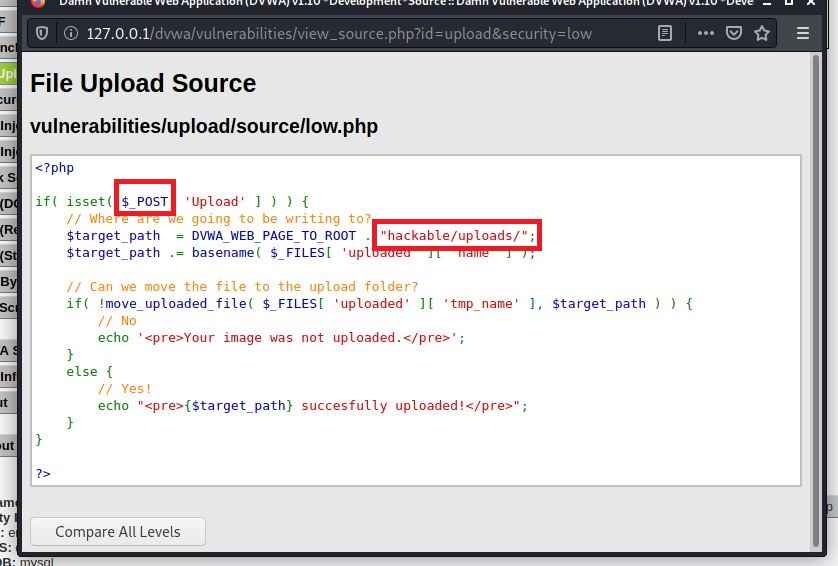 Damn Vulnerable Web Application (DVWA) v1.10 *Development*Source :: Damn Vulnerable Web Application (DVWA) v1.10 *Deve
127.0.0.1/dvwa/vulnerabilities/view_source.php?id=upload&security=low
File Upload Source
vulnerabilities/upload/source/low.php
<?php
if( isset( $_POST 'Upload' ] ) ) {
// Where are we going to be writing to?
$target_path = DVWA_WEB_PAGE_TO_ROOT . "hackable/uploads/";
$target_path .= basename( $_FILES[ 'uploaded' ][ 'name' ] );
// Can we move the file to the upload folder?
if( !move_uploaded_file( $_FILES[ 'uploaded' ][ 'tmp_name' ], $target_path ) ) {
// No
echo '<pre>Your image was not uploaded.</pre>';
}
else {
// Yes!
echo "<pre>{$target_path} succesfully uploaded!</pre>";
}
}
?>
Compare All Levels
DB: mysql